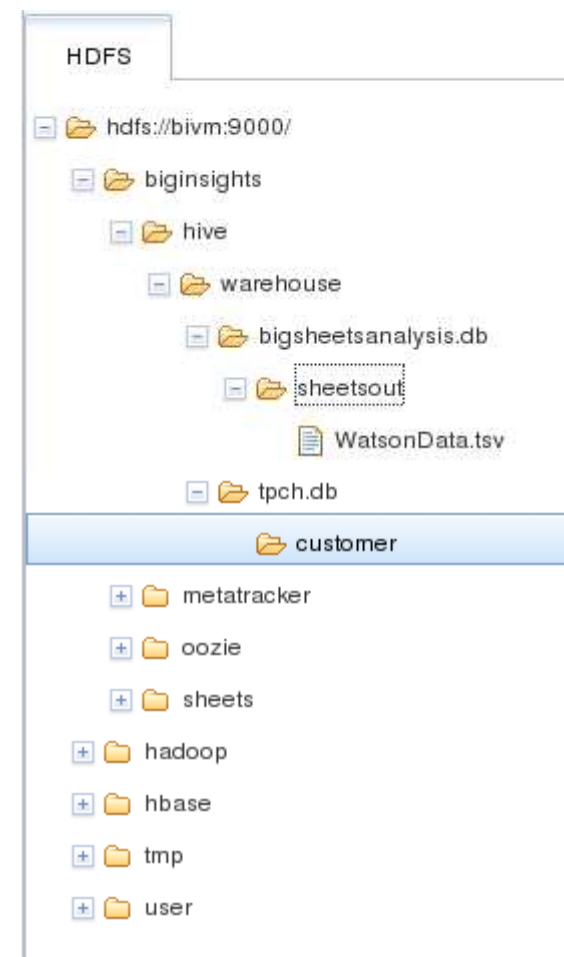 HDFS
hdfs://bivm:9000/
biginsights
hive
warehouse
bigsheetsanalysis.db
sheetsout
WatsonData.tsv
tpch.db
customer
metatracker
oozie
sheets
hadoop
hbase
tmp
user